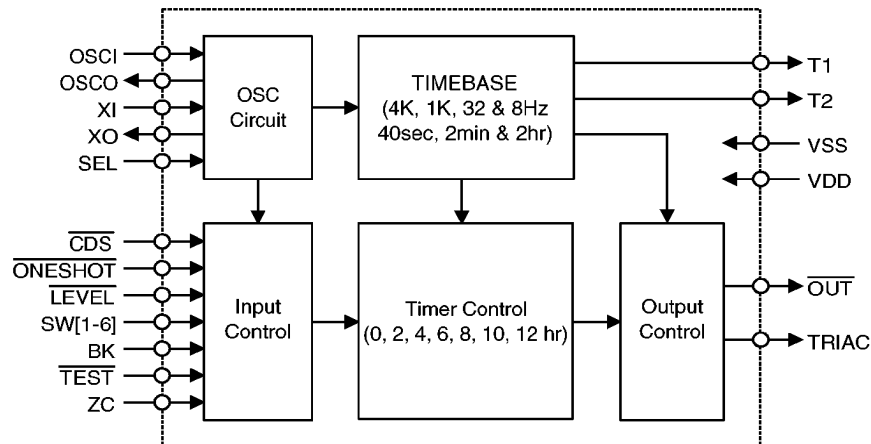 OSCI
OSCO
XI
XO
SEL
OSC
Circuit
TIMEBASE
(4K, 1K, 32 & 8Hz
40sec, 2min & 2hr)
T1
T2
VSS
VDD
CDS
ONESHOT
LEVEL
SW[1-6]
BK
TEST
ZC
Input
Control
Timer Control
(0, 2, 4, 6, 8, 10, 12 hr)
Output
Control
OUT
TRIAC